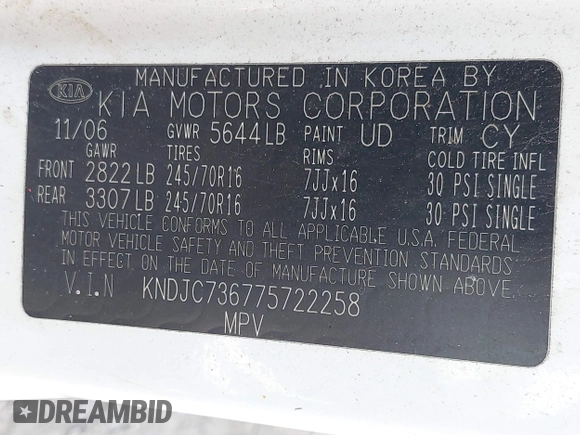 MANUFACTURED IN KOREA BY
KIA KIA MOTORS CORPORATION
11/06 GVWR 5644LB PAINT UD TRIM CY
GAWR TIRES RIMS COLD TIRE INFL
FRONT 2822LB 245/70R16 7JJx16 30 PSI SINGLE
REAR 3307LB 245/70R16 7JJx16 30 PSI SINGLE
THIS VEHICLE CONFORMS TO ALL APPLICABLE U.S.A. FEDERAL
MOTOR VEHICLE SAFETY AND THEFT PREVENTION STANDARDS
IN EFFECT ON THE DATE OF MANUFACTURE SHOWN ABOVE.
V.I.N KNDJC736775722258
MPV
DREAMBID